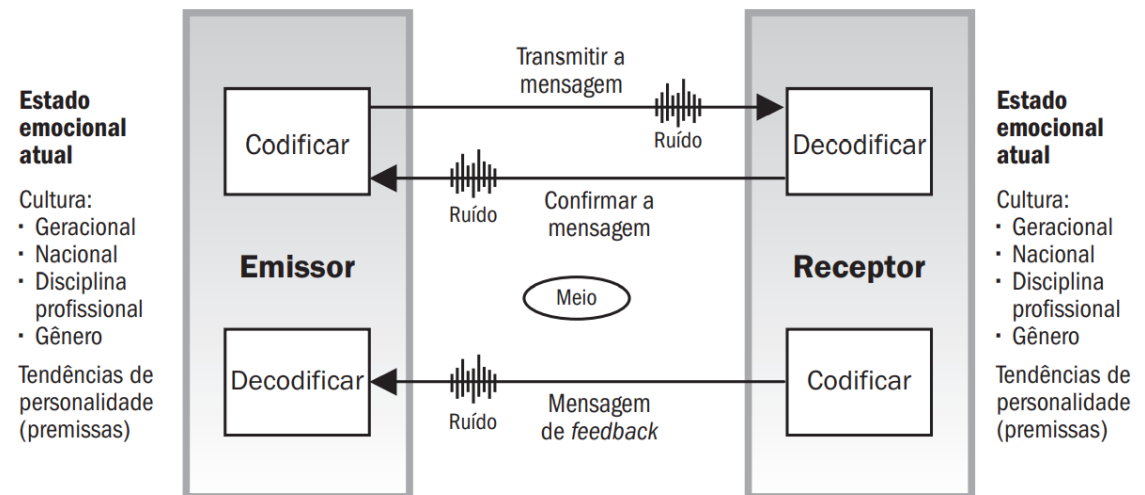 Estado
emocional
atual
Cultura:
· Geracional
· Nacional
· Disciplina
profissional
· Gênero
Tendências de
personalidade
(premissas)
Codificar
Emissor
Decodificar
Transmitir a
mensagem
Ruído
Ruído
Confirmar a
mensagem
Meio
Ruído
Mensagem
de feedback
Decodificar
Receptor
Codificar
Estado
emocional
atual
Cultura:
· Geracional
· Nacional
· Disciplina
profissional
· Gênero
Tendências de
personalidade
(premissas)